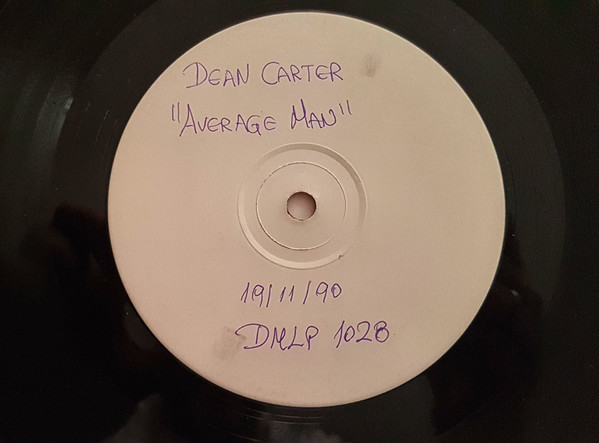 DEAN CARTER
"AVERAGE MAN"
19/11/90
DMLP 1028